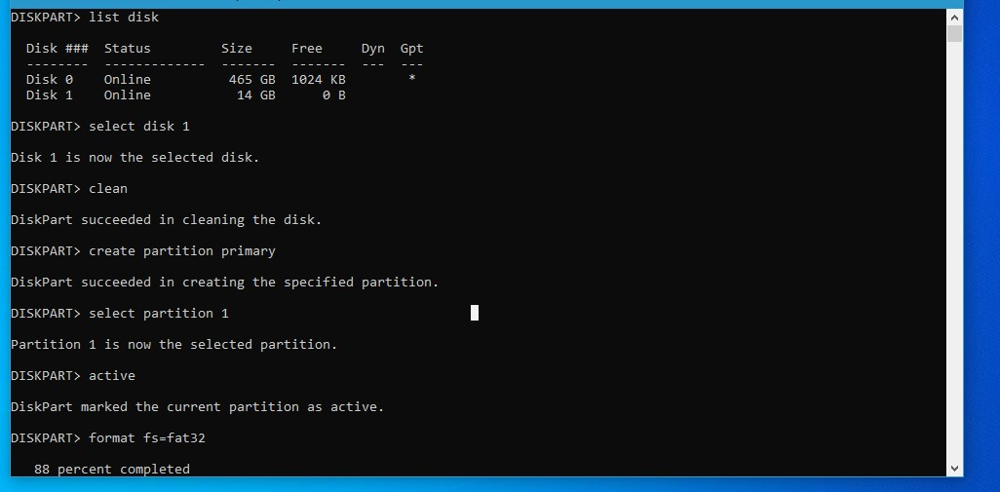 DISKPART> list disk
Disk ###  Status         Size     Free     Dyn  Gpt
--------  -------------  -------  -------  ---  ---
Disk 0    Online          465 GB  1024 KB        *
Disk 1    Online           14 GB      0 B
DISKPART> select disk 1
Disk 1 is now the selected disk.
DISKPART> clean
DiskPart succeeded in cleaning the disk.
DISKPART> create partition primary
DiskPart succeeded in creating the specified partition.
DISKPART> select partition 1
Partition 1 is now the selected partition.
DISKPART> active
DiskPart marked the current partition as active.
DISKPART> format fs=fat32
88 percent completed